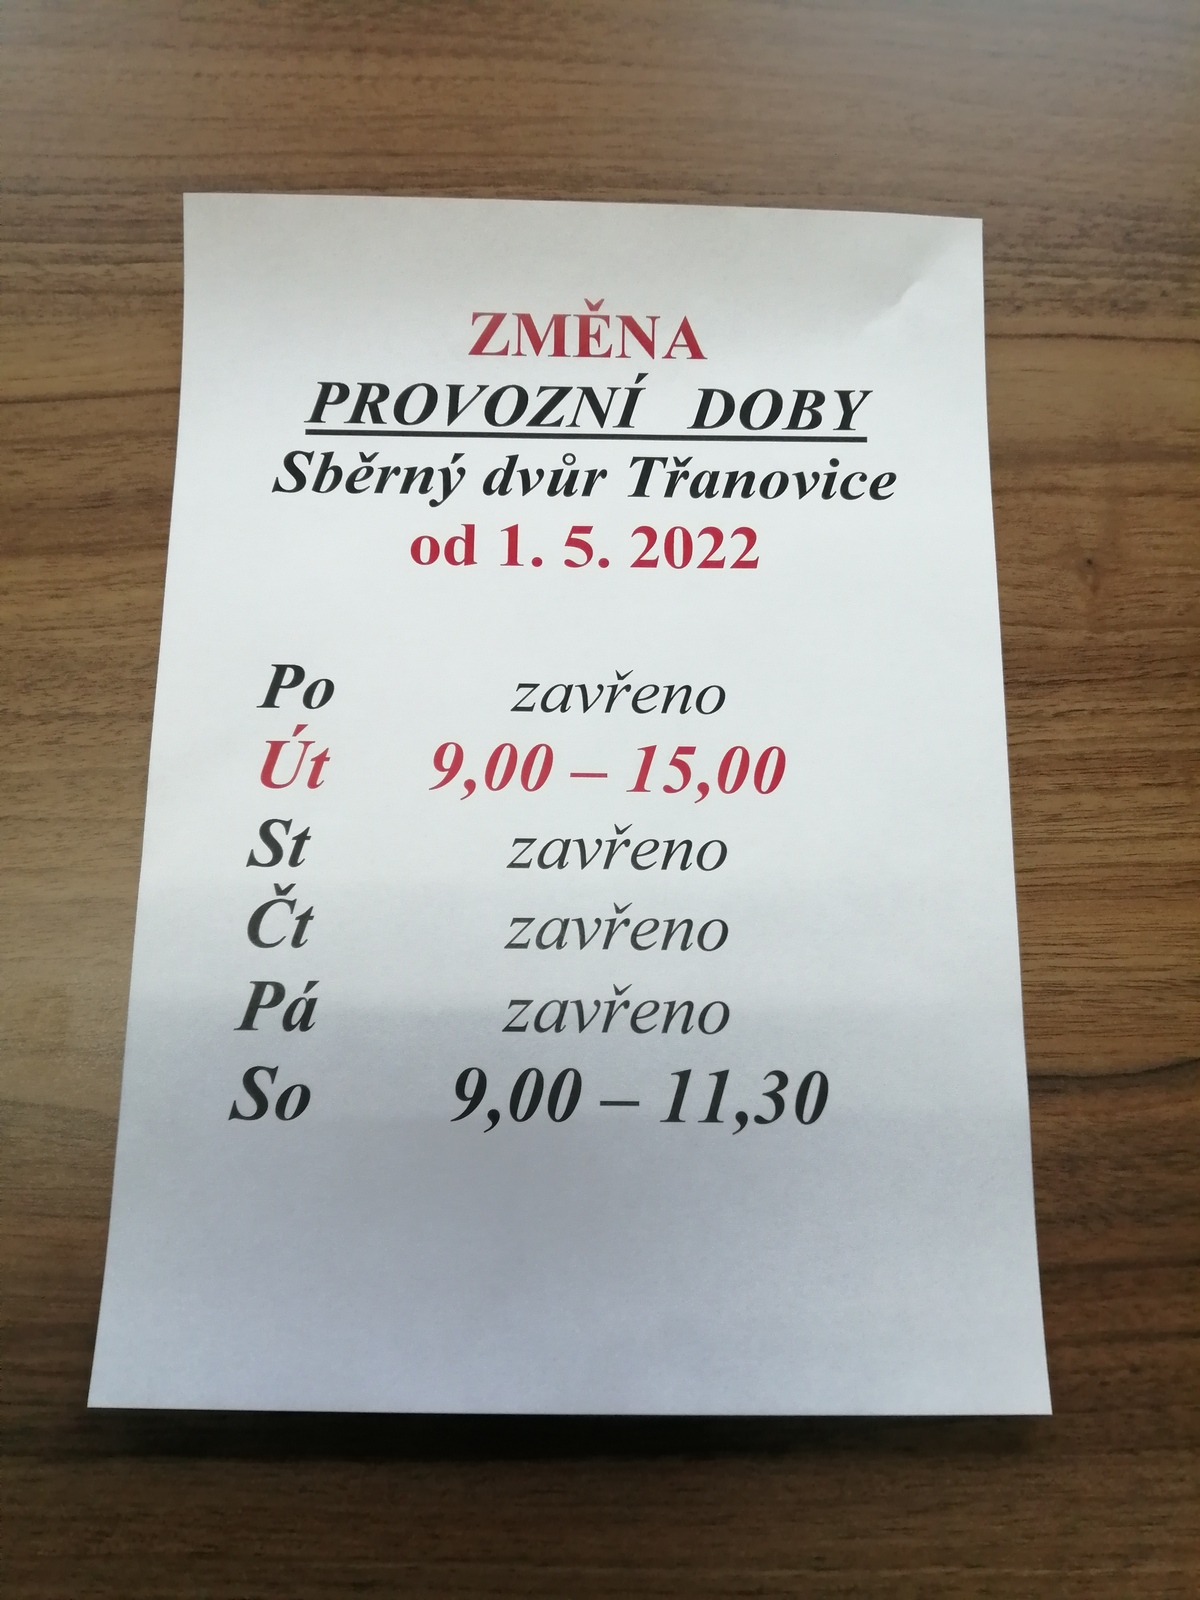 ZMĚNA
PROVOZNÍ DOBY
Sběrný dvůr Třanovice
od 1. 5. 2022
Po zavřeno
Út 9,00 – 15,00
St zavřeno
Čt zavřeno
Pá zavřeno
So 9,00 – 11,30